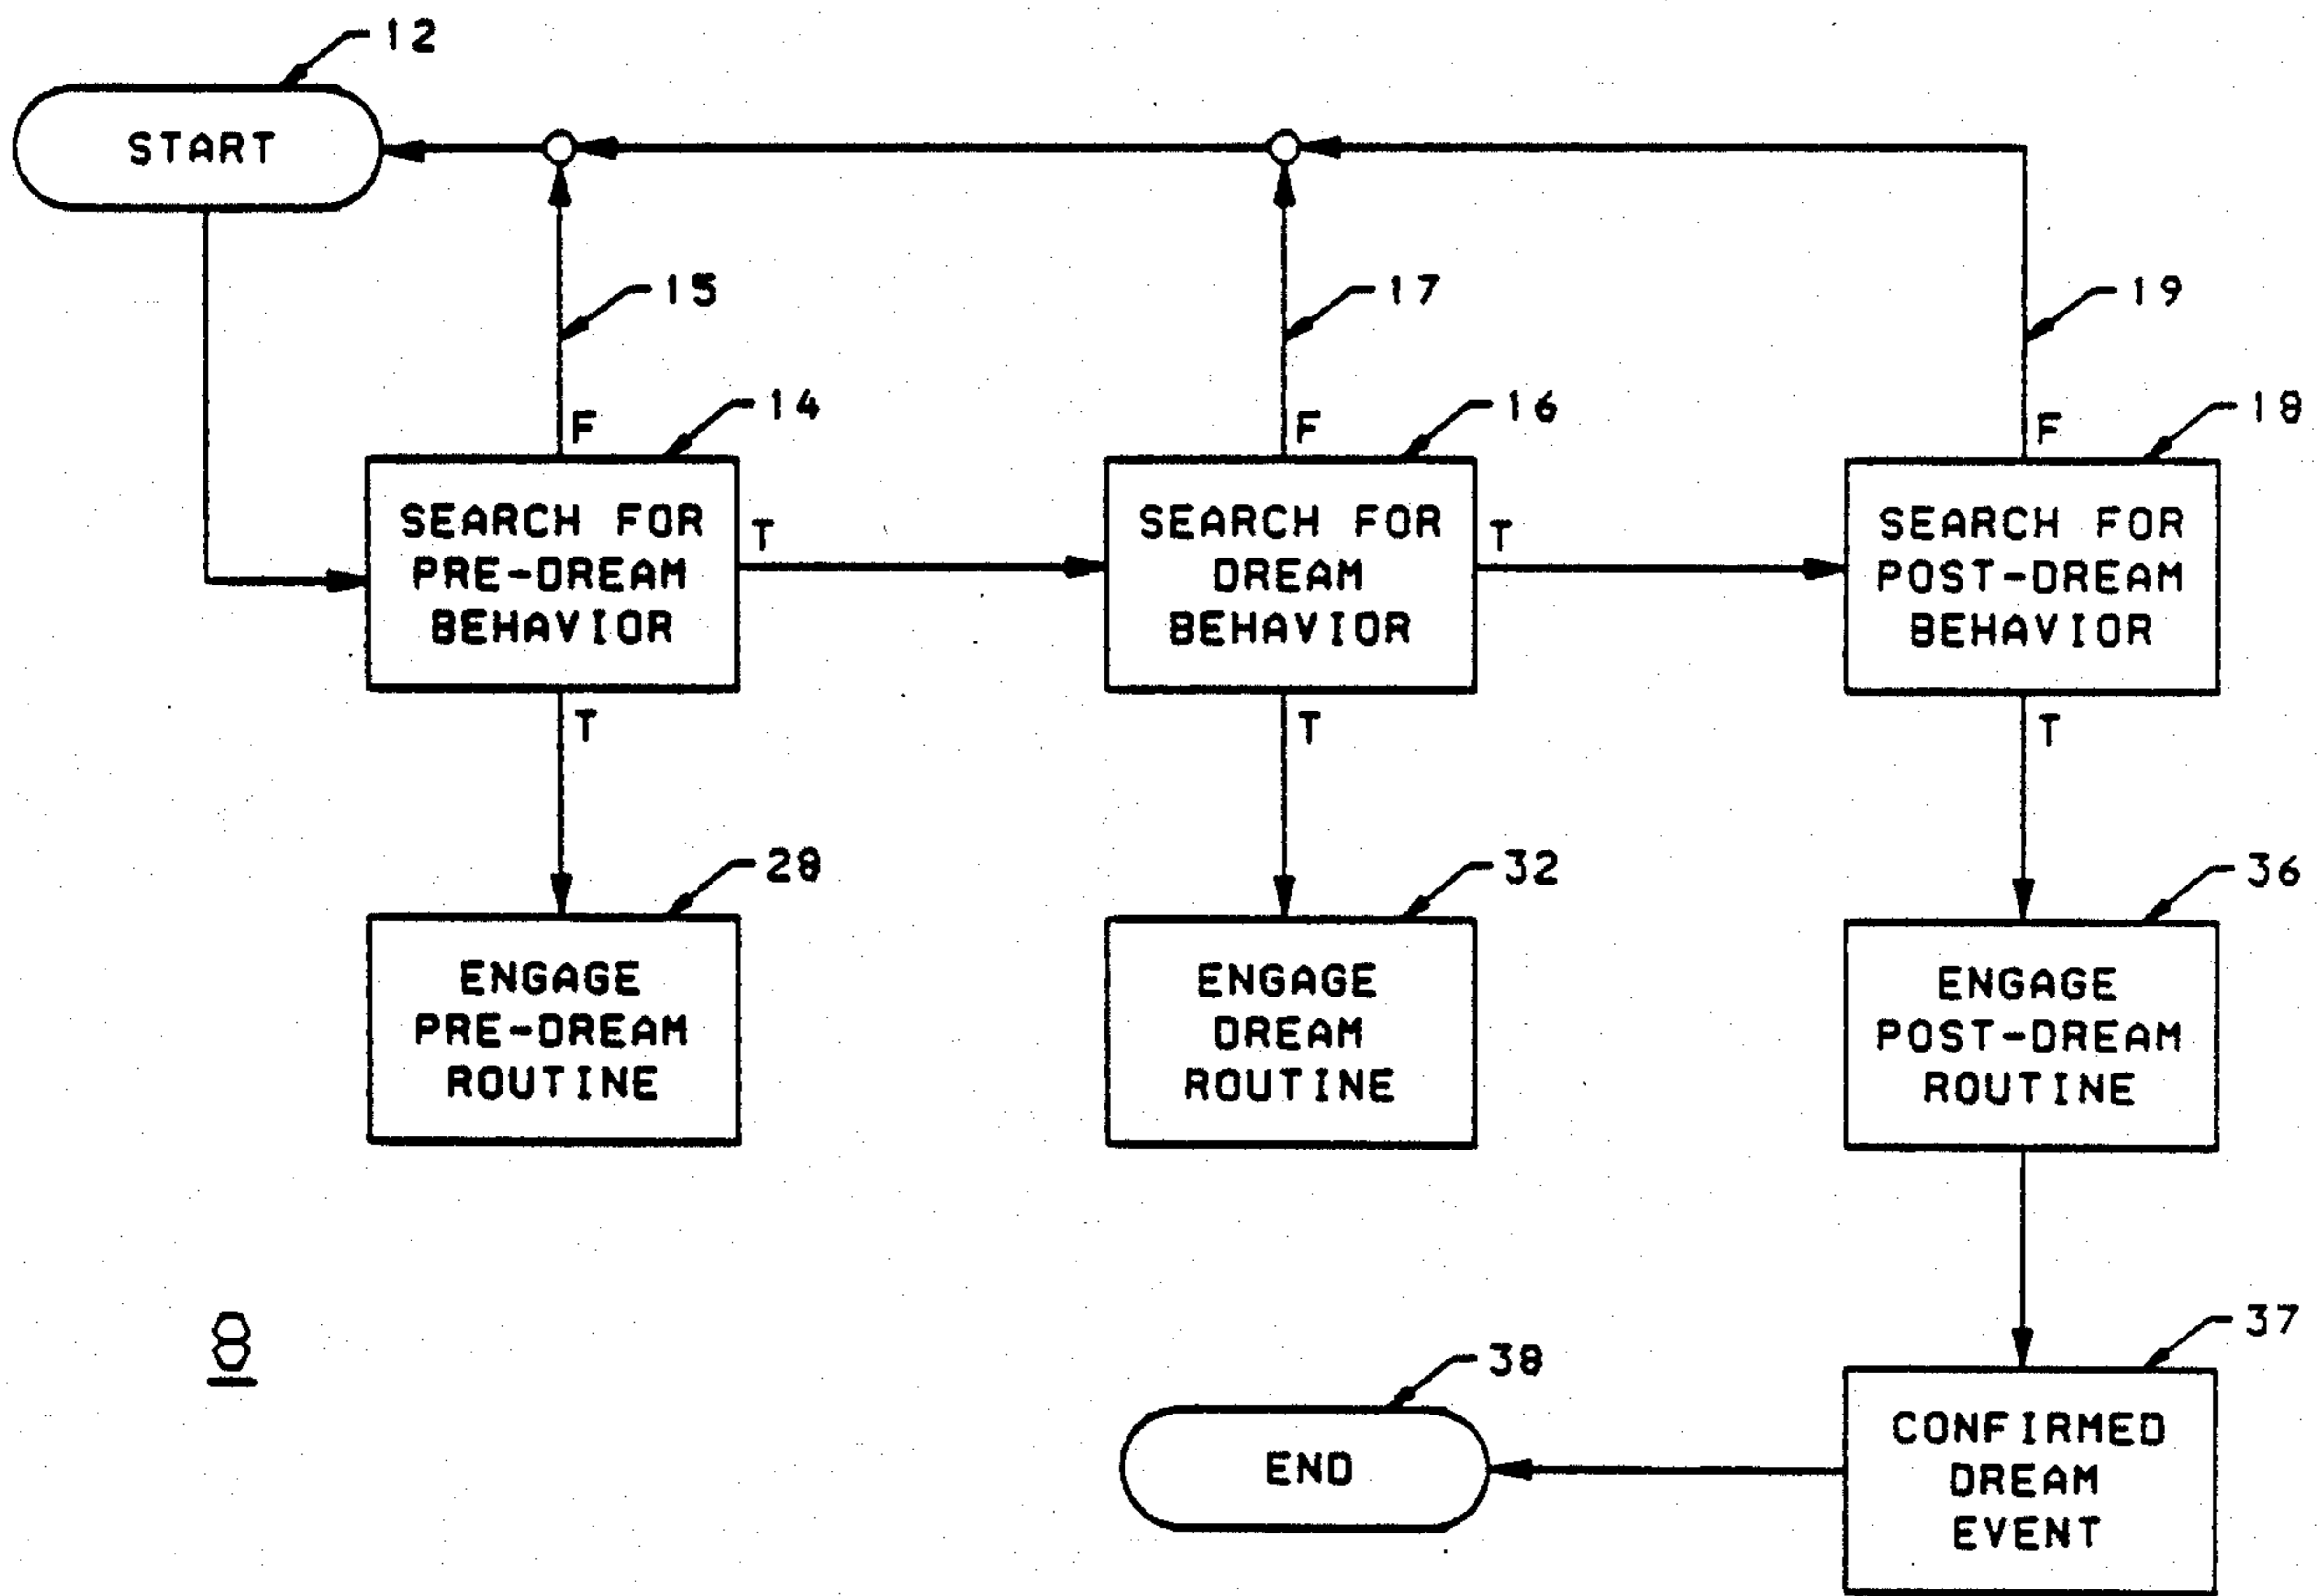 12
START
15
17
19
F
14
F
16
F
18
SEARCH FOR
PRE-DREAM
BEHAVIOR
T
SEARCH FOR
DREAM
BEHAVIOR
T
SEARCH FOR
POST-DREAM
BEHAVIOR
T
T
T
28
32
36
ENGAGE
PRE-DREAM
ROUTINE
ENGAGE
DREAM
ROUTINE
ENGAGE
POST-DREAM
ROUTINE
8
38
37
END
CONFIRMED
DREAM
EVENT